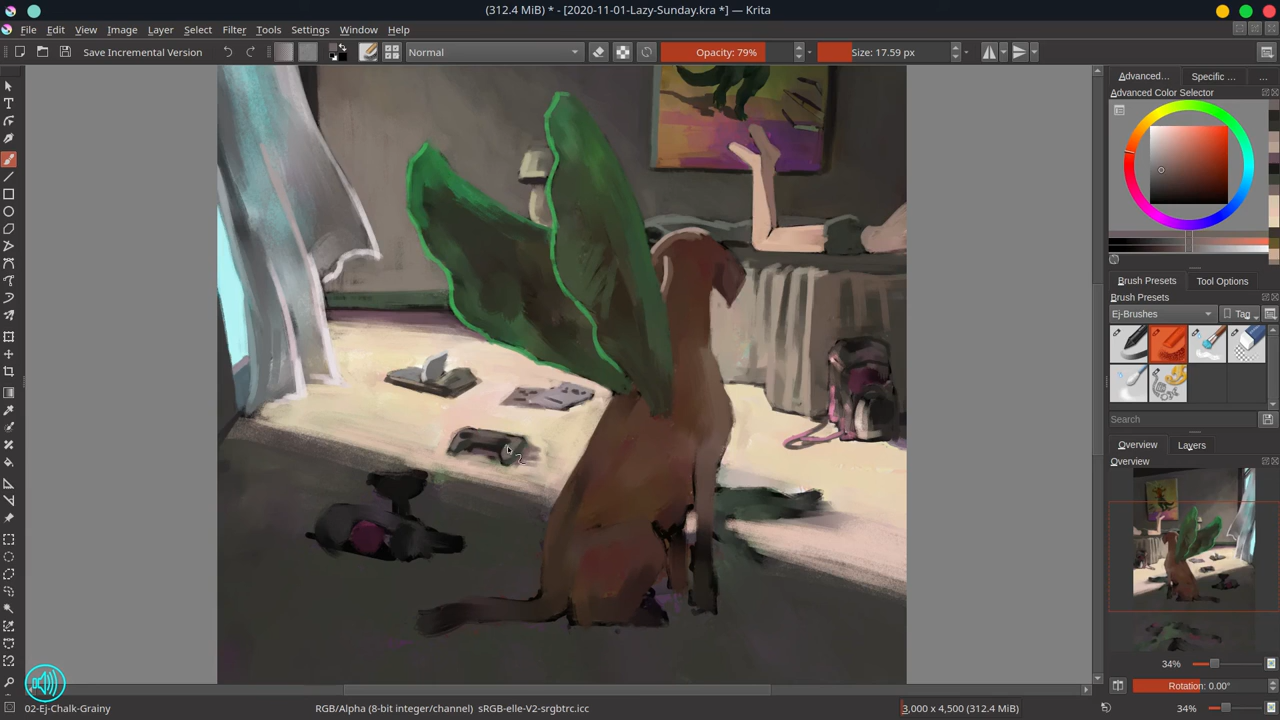 (312.4 MiB) * - [2020-11-01-Lazy-Sunday.kra *] — Krita
File Edit View Image Layer Select Filter Tools Settings Window Help
Save Incremental Version Normal Opacity: 79% Size: 17.59 px
Advanced... Specific ... ...
Advanced Color Selector
Brush Presets Tool Options
Brush Presets
Ej-Brushes Tag
Search
Overview Layers
Overview
34%
Rotation: 0.00°
02-Ej-Chalk-Grainy RGB/Alpha (8-bit integer/channel) sRGB-elle-V2-srgbtrc.icc 3,000 x 4,500 (312.4 MiB) 34%